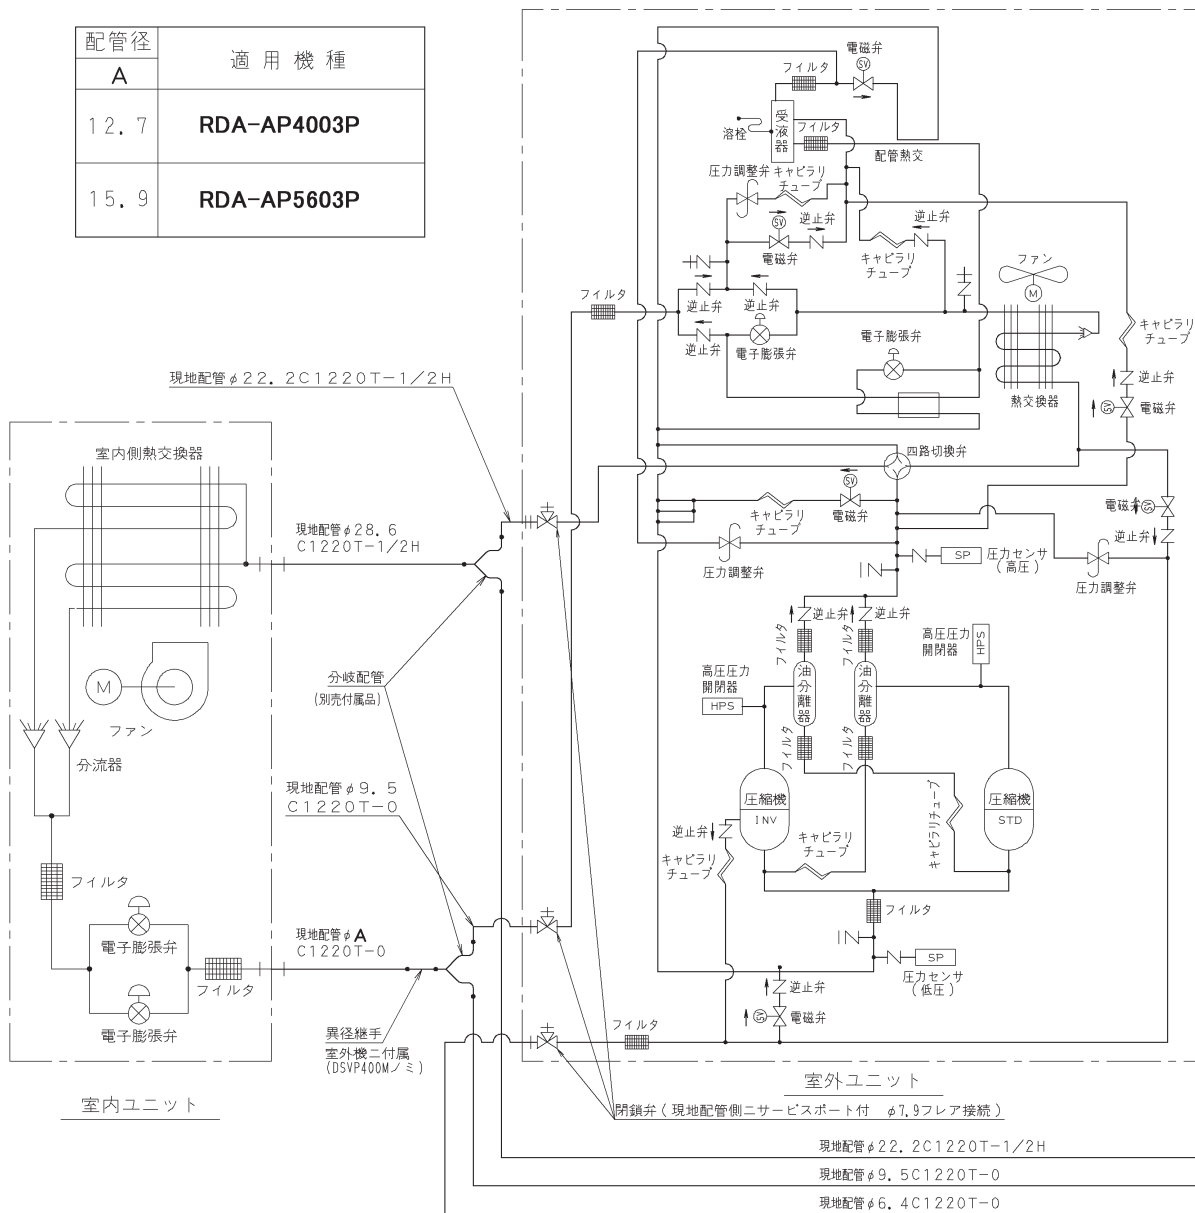 配管径
A
適用機種
12.7
RDA-AP4003P
15.9
RDA-AP5603P
電磁弁
SV
フィルタ
溶栓
受液器
フィルタ
配管熱交
圧力調整弁
キャピラリ
チューブ
逆止弁
SV
電磁弁
逆止弁
キャピラリ
チューブ
ファン
M
フィルタ
逆止弁
逆止弁
逆止弁
電子膨張弁
電子膨張弁
熱交換器
キャピラリ
チューブ
逆止弁
SV
電磁弁
現地配管φ22.2C1220T-1/2H
四路切換弁
SV
キャピラリ
チューブ
電磁弁
電磁弁
SV
逆止弁
圧力調整弁
SP
圧力センサ
(高圧)
圧力調整弁
室内側熱交換器
現地配管φ28.6
C1220T-1/2H
逆止弁
逆止弁
フィルタ
フィルタ
高圧圧力
開閉器
HPS
高圧圧力
開閉器
HPS
油分離器
油分離器
フィルタ
フィルタ
分岐配管
(別売付属品)
M
ファン
分流器
現地配管φ9.5
C1220T-0
圧縮機
INV
圧縮機
STD
逆止弁
キャピラリ
チューブ
キャピラリ
チューブ
キャピラリチューブ
フィルタ
フィルタ
電子膨張弁
現地配管φA
C1220T-0
フィルタ
電子膨張弁
SP
圧力センサ
(低圧)
逆止弁
SV
電磁弁
フィルタ
異径継手
室外機ニ付属
(DSVP400Mノミ)
室内ユニット
室外ユニット
閉鎖弁(現地配管側ニサービスポート付 φ7.9フレア接続)
現地配管φ22.2C1220T-1/2H
現地配管φ9.5C1220T-0
現地配管φ6.4C1220T-0